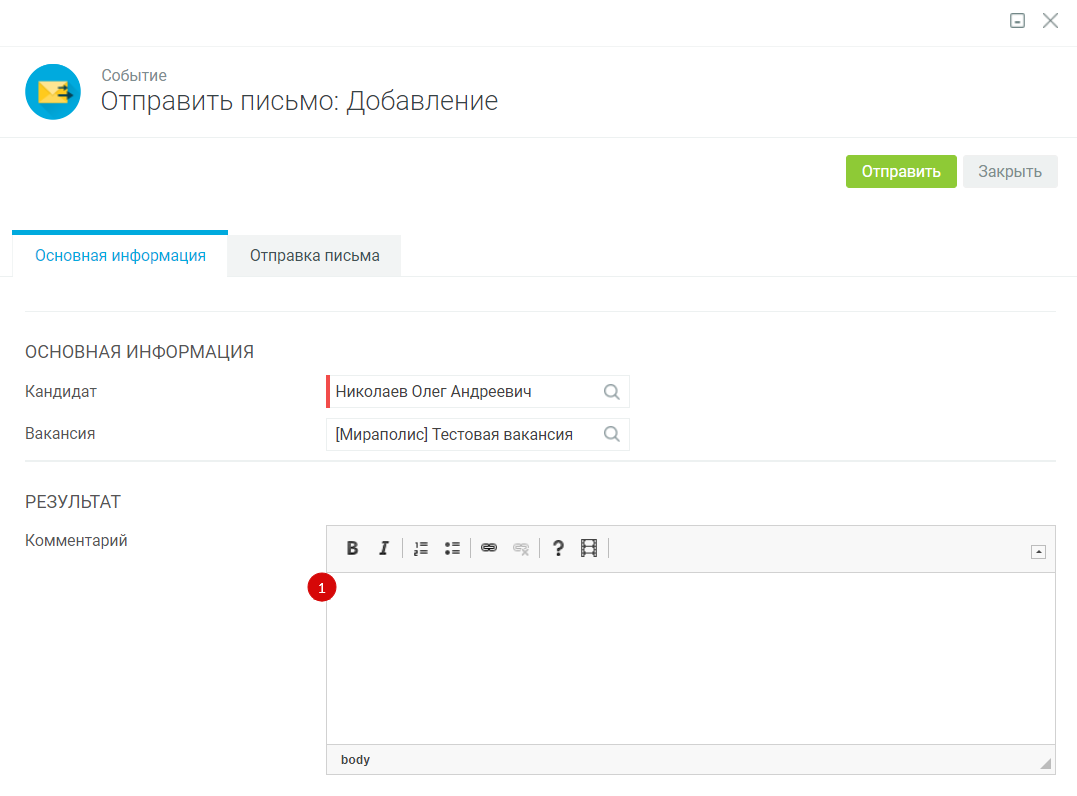 Событие
Отправить письмо: Добавление
Отправить Закрыть
Основная информация Отправка письма
ОСНОВНАЯ ИНФОРМАЦИЯ
Кандидат Николаев Олег Андреевич
Вакансия [Мираполис] Тестовая вакансия
РЕЗУЛЬТАТ
Комментарий B I ?
1
body